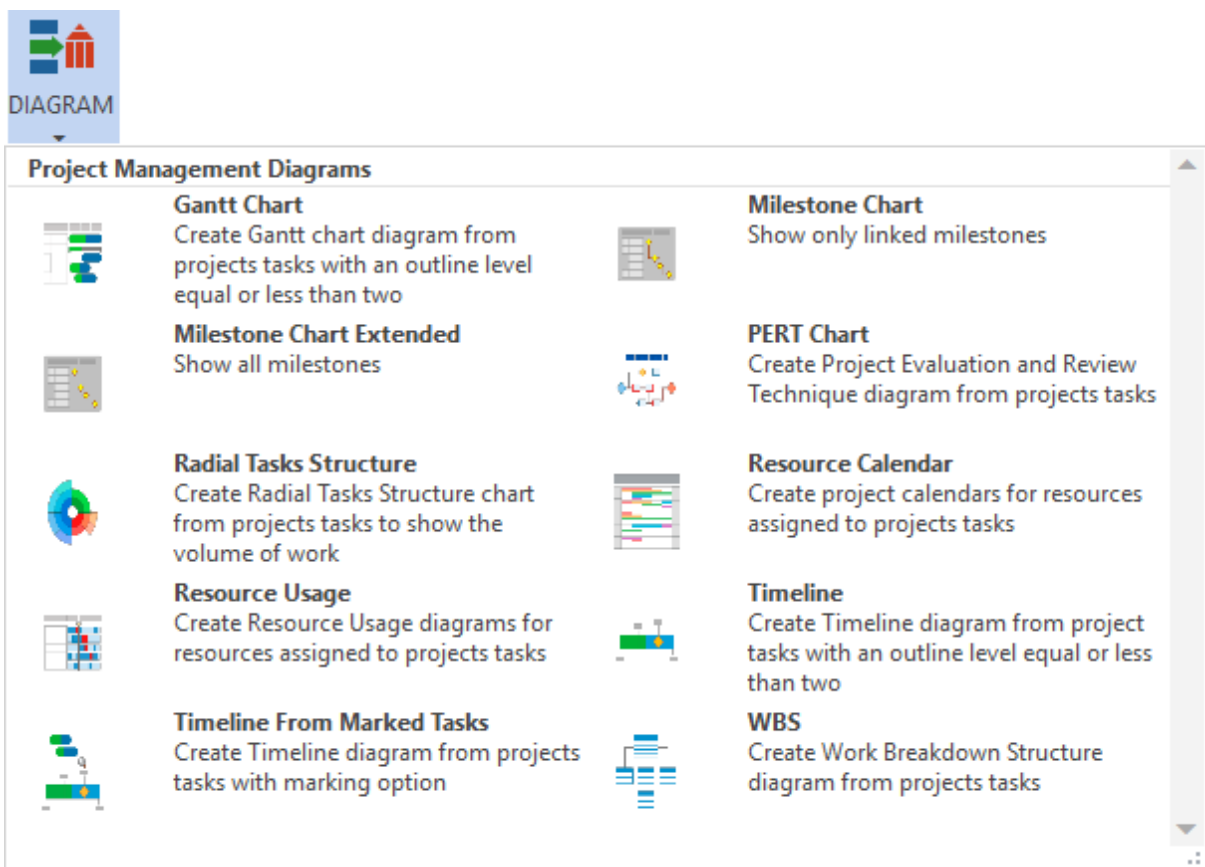 DIAGRAM
Project Management Diagrams
Gantt Chart
Create Gantt chart diagram from
projects tasks with an outline level
equal or less than two
Milestone Chart
Show only linked milestones
Milestone Chart Extended
Show all milestones
PERT Chart
Create Project Evaluation and Review
Technique diagram from projects tasks
Radial Tasks Structure
Create Radial Tasks Structure chart
from projects tasks to show the
volume of work
Resource Calendar
Create project calendars for resources
assigned to projects tasks
Resource Usage
Create Resource Usage diagrams for
resources assigned to projects tasks
Timeline
Create Timeline diagram from project
tasks with an outline level equal or less
than two
Timeline From Marked Tasks
Create Timeline diagram from projects
tasks with marking option
WBS
Create Work Breakdown Structure
diagram from projects tasks